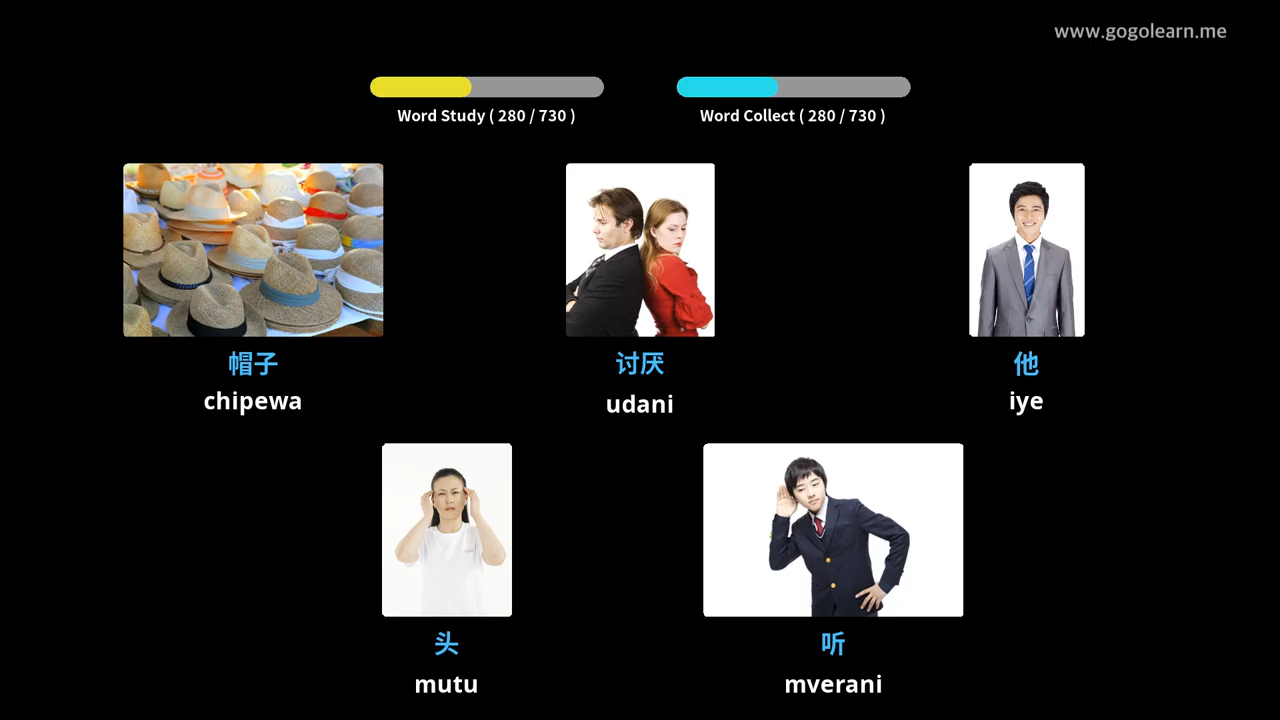 www.gogolearn.me
Word Study ( 280 / 730 )
Word Collect ( 280 / 730 )
帽子
chipewa
讨厌
udani
他
iye
头
mutu
听
mverani